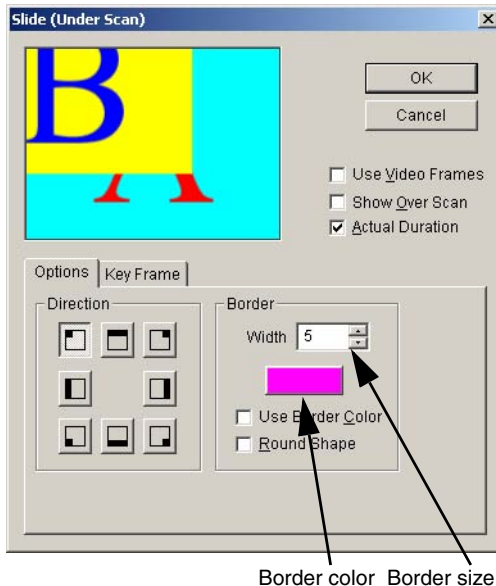 Slide (Under Scan)
B
A
OK
Cancel
Use Video Frames
Show Over Scan
Actual Duration
Options Key Frame
Direction
Border
Width 5
Use Border Color
Round Shape
Border color Border size